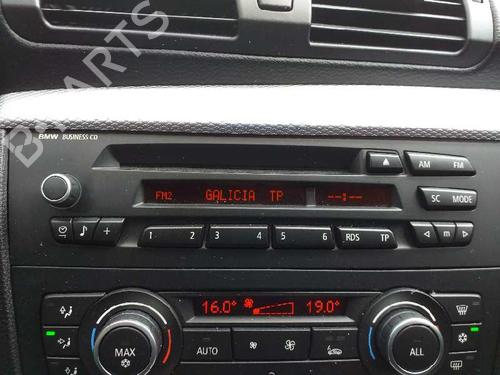 BMW BUSINESS CD
AM FM
FM2 GALICIA TP --:--
SC MODE
1 2 3 4 5 6 RDS TP
m
16.0° 19.0°
MAX AUTO ALL
B-PARTS